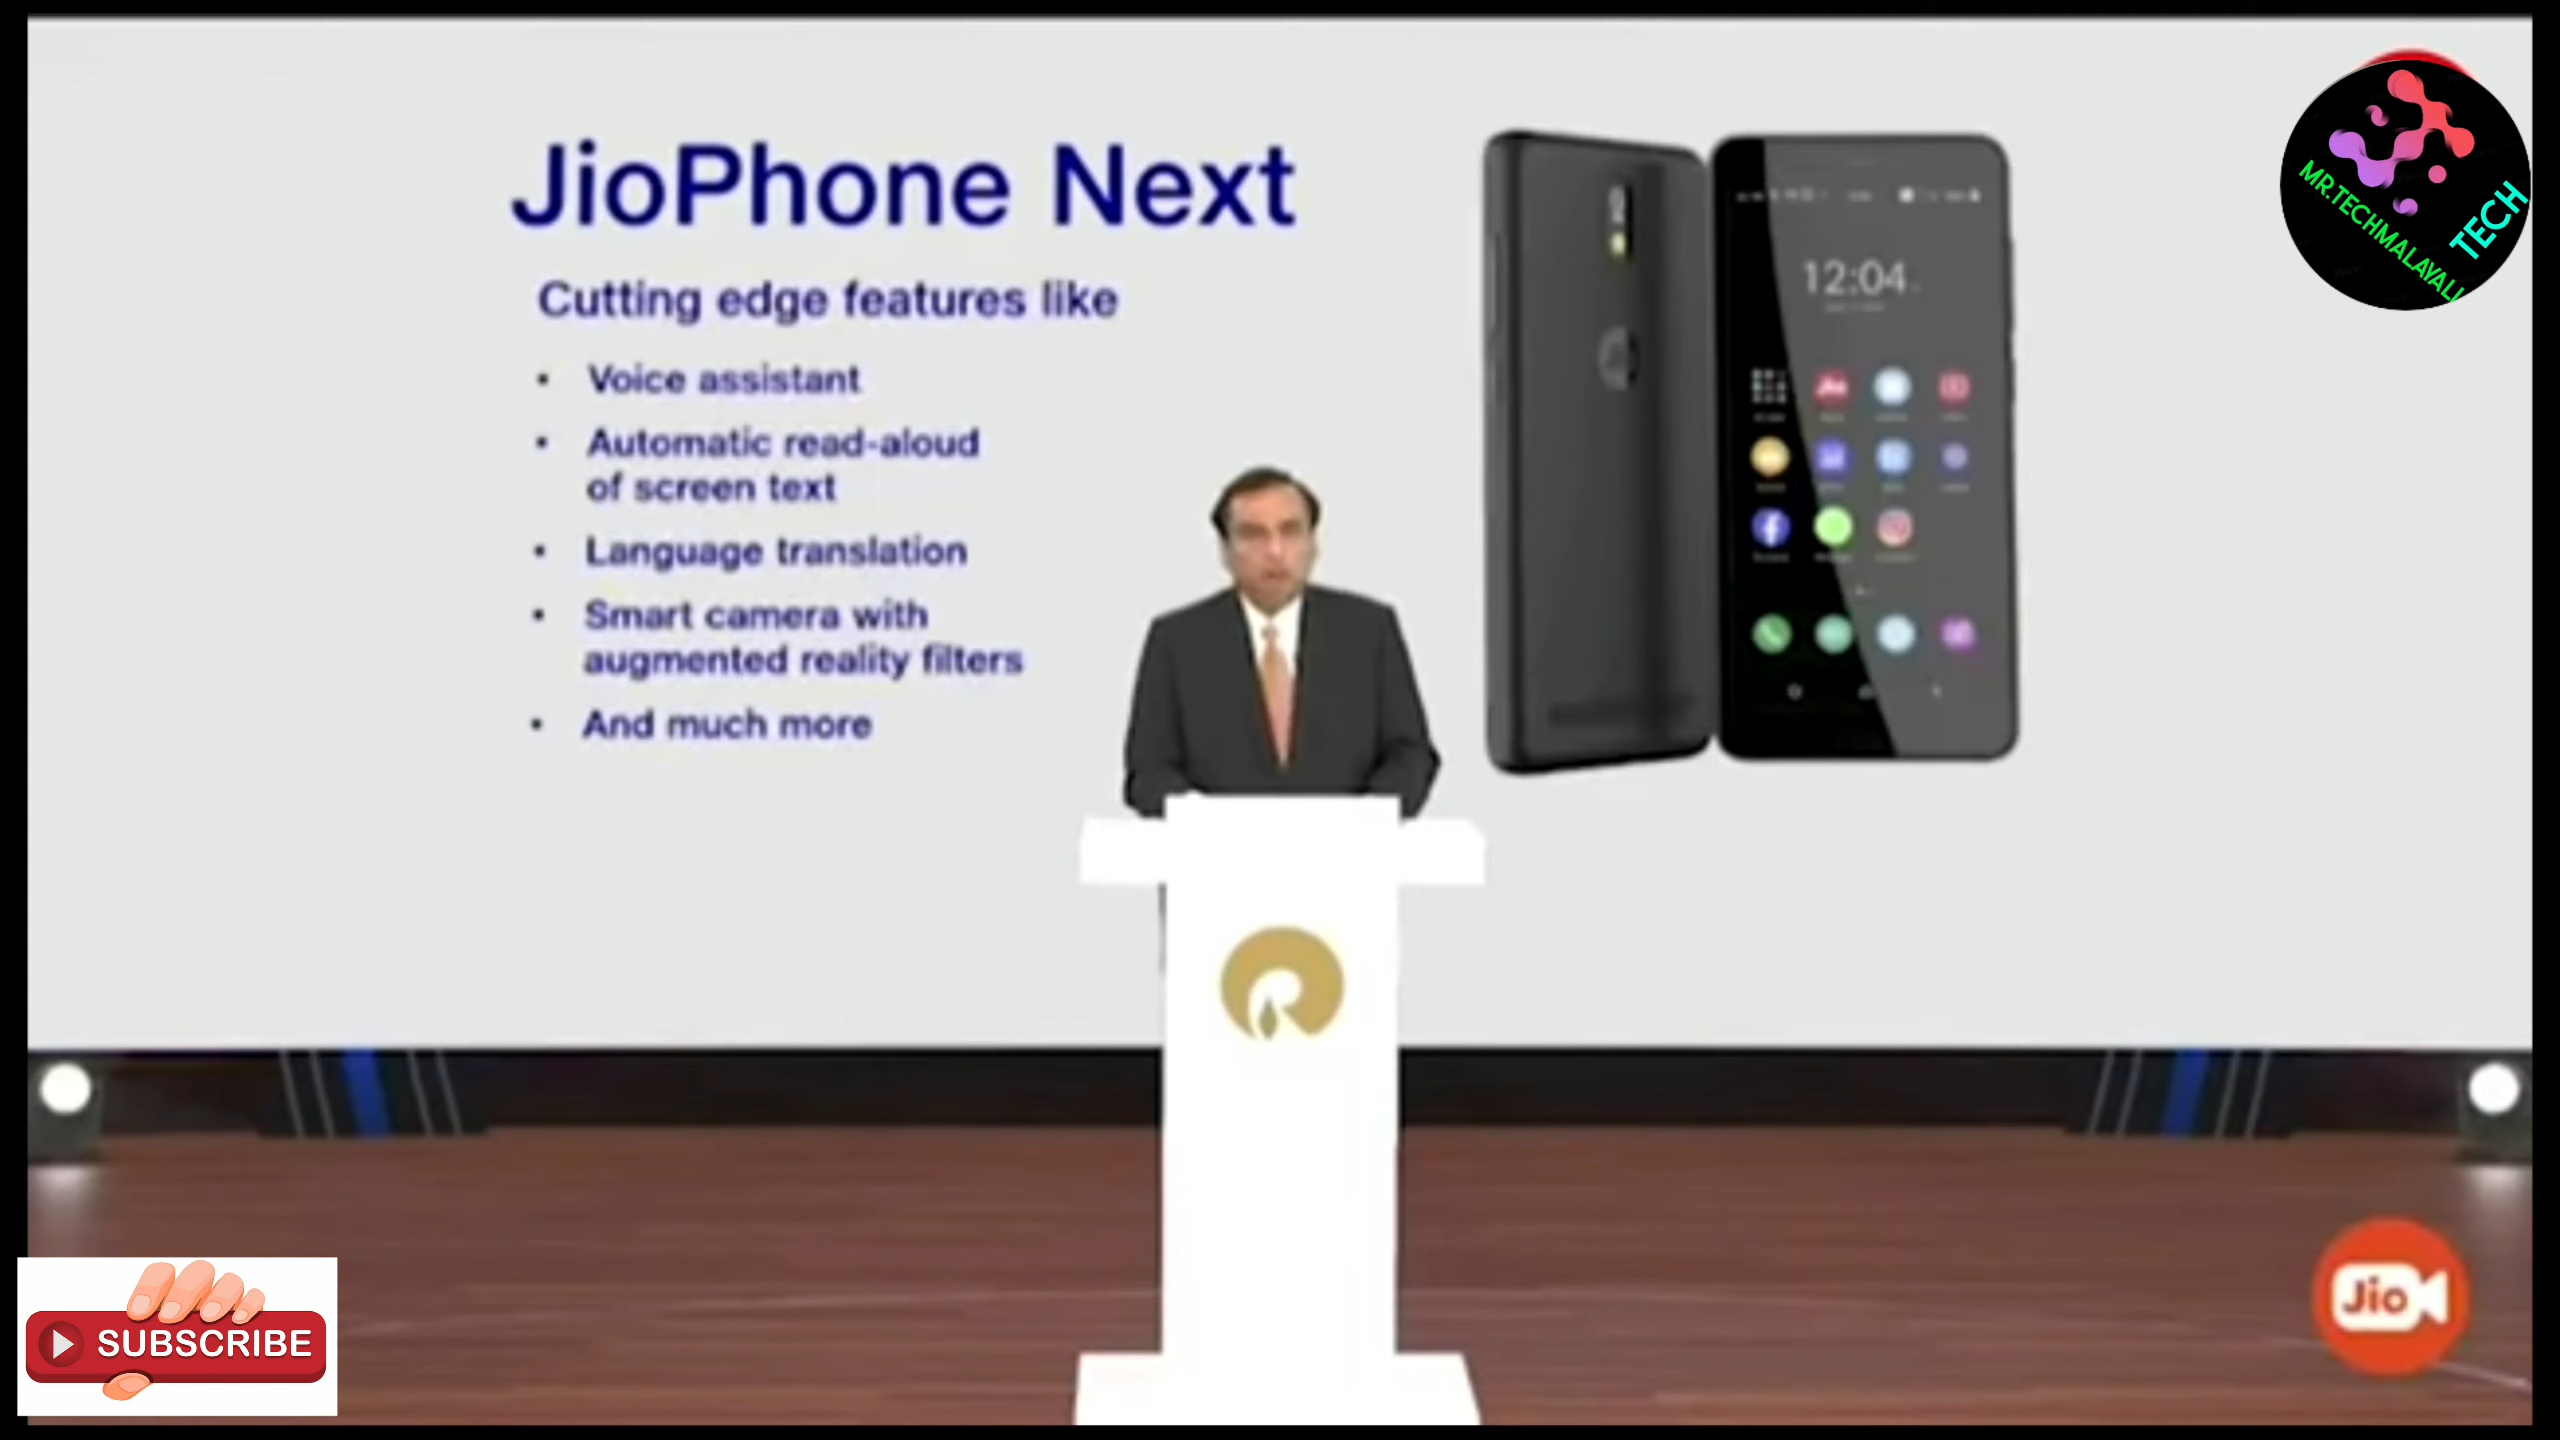 JioPhone Next
Cutting edge features like
• Voice assistant
• Automatic read-aloud
of screen text
• Language translation
• Smart camera with
augmented reality filters
• And much more
12:04
Jio
MR.TECHMALAYALI
TECH
SUBSCRIBE
Jio